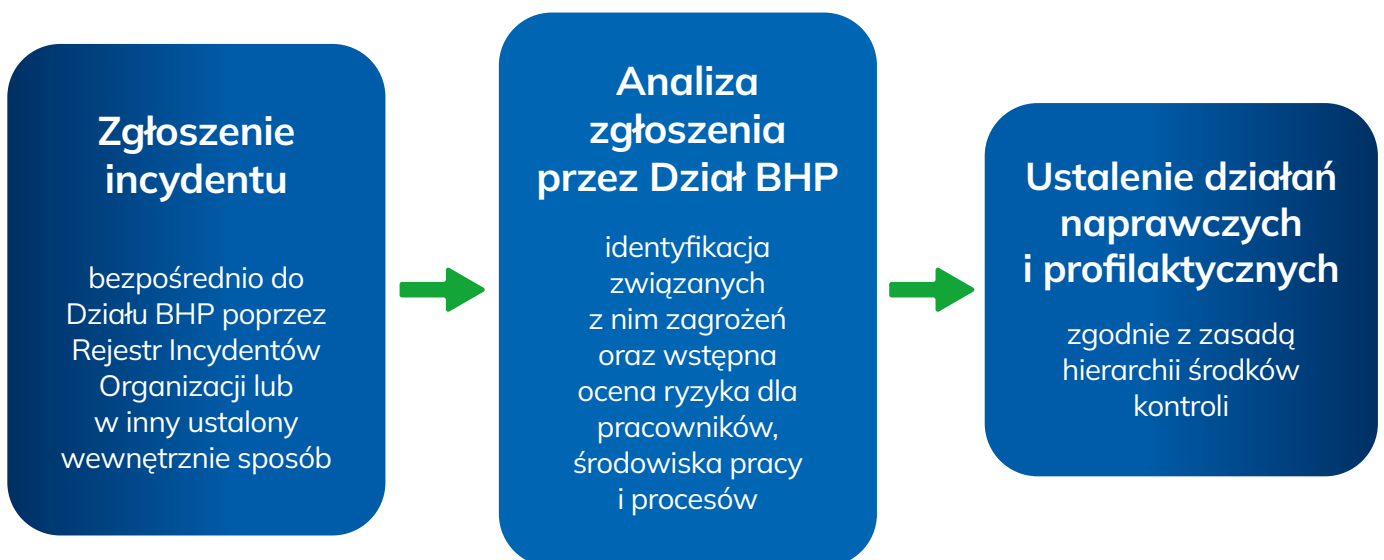 Zgłoszenie
incydentu
bezpośrednio do
Działu BHP poprzez
Rejestr Incydentów
Organizacji lub
w inny ustalony
wewnętrznie sposób
Analiza
zgłoszenia
przez Dział BHP
identyfikacja
związanych
z nim zagrożeń
oraz wstępna
ocena ryzyka dla
pracowników,
środowiska pracy
i procesów
Ustalenie działań
naprawczych
i profilaktycznych
zgodnie z zasadą
hierarchii środków
kontroli